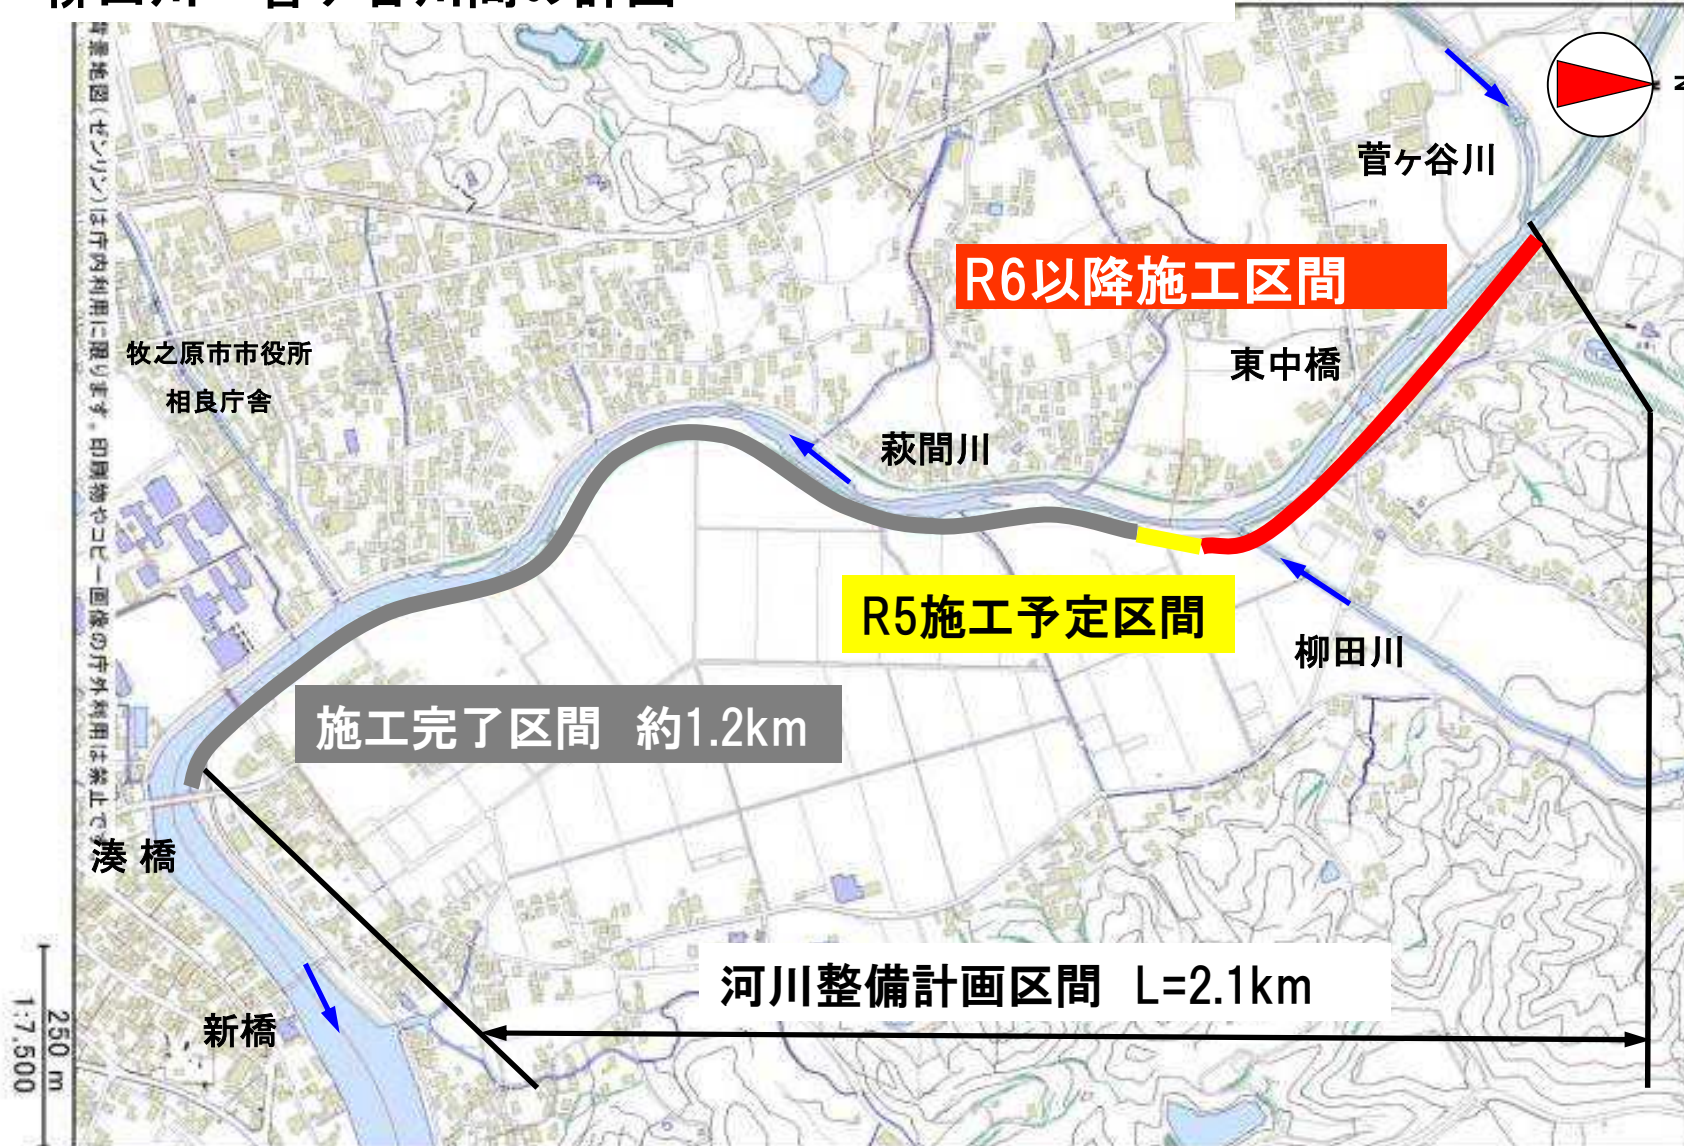 N
菅ヶ谷川
R6以降施工区間
牧之原市市役所
相良庁舎
東中橋
萩間川
R5施工予定区間
柳田川
施工完了区間　約1.2km
湊 橋
河川整備計画区間　L=2.1km
新橋
250 m
1:7,500